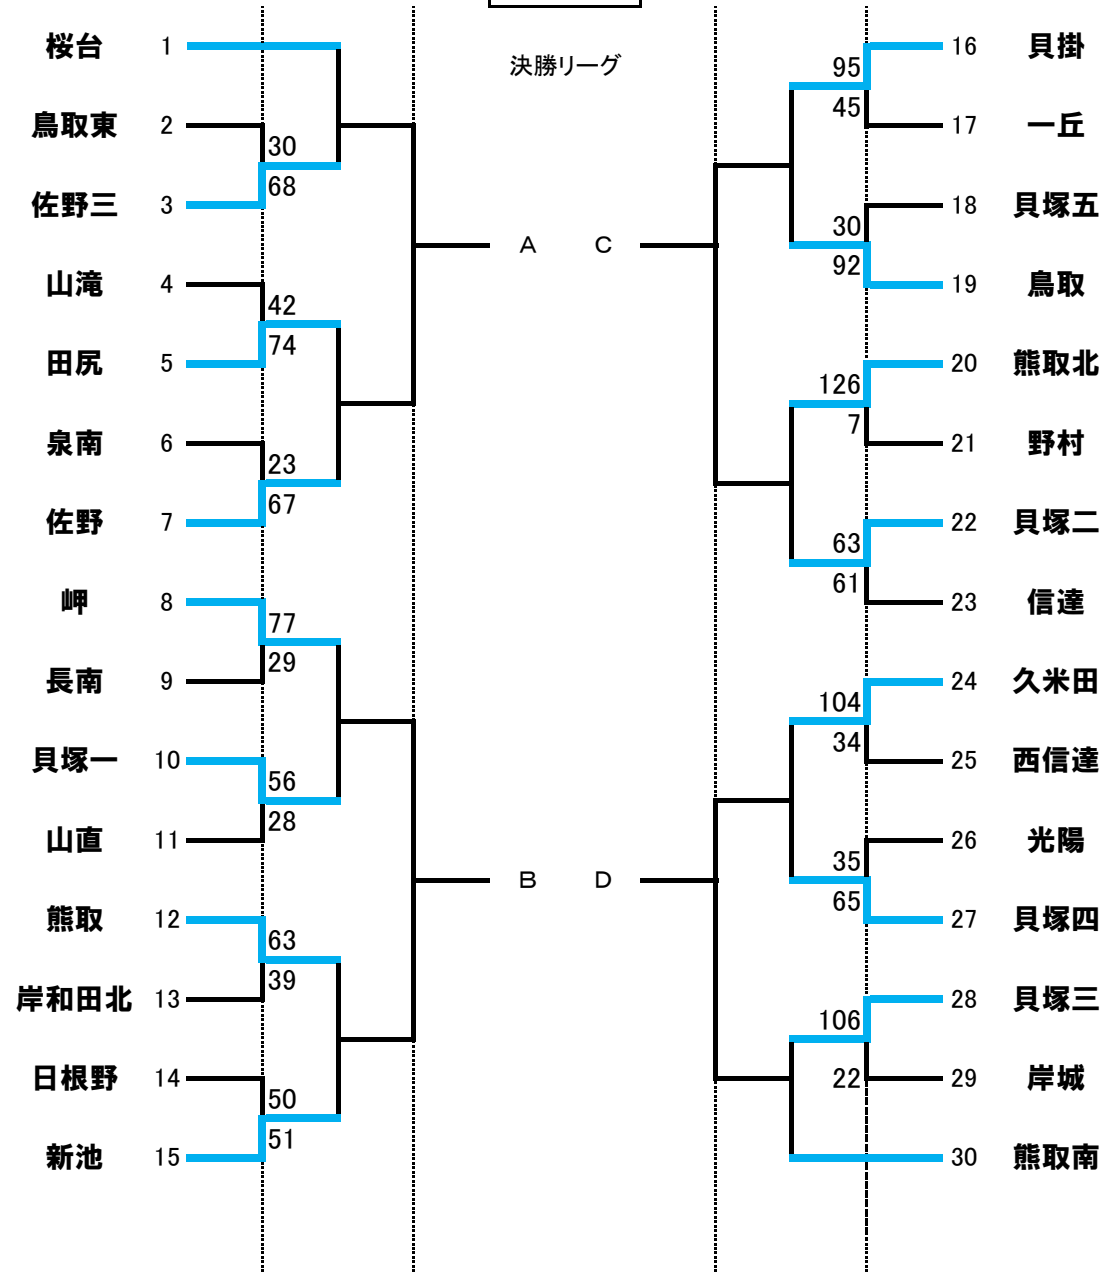 決勝リーグ
桜台 1
鳥取東 2
30
68
佐野三 3
山滝 4
42
74
田尻 5
泉南 6
23
67
佐野 7
岬 8
77
29
長南 9
貝塚一 10
56
28
山直 11
熊取 12
63
39
岸和田北 13
日根野 14
50
51
新池 15
A C
B D
16 貝掛
95
45
17 一丘
18 貝塚五
30
92
19 鳥取
20 熊取北
126
7
21 野村
22 貝塚二
63
61
23 信達
24 久米田
104
34
25 西信達
26 光陽
35
65
27 貝塚四
28 貝塚三
106
22
29 岸城
30 熊取南